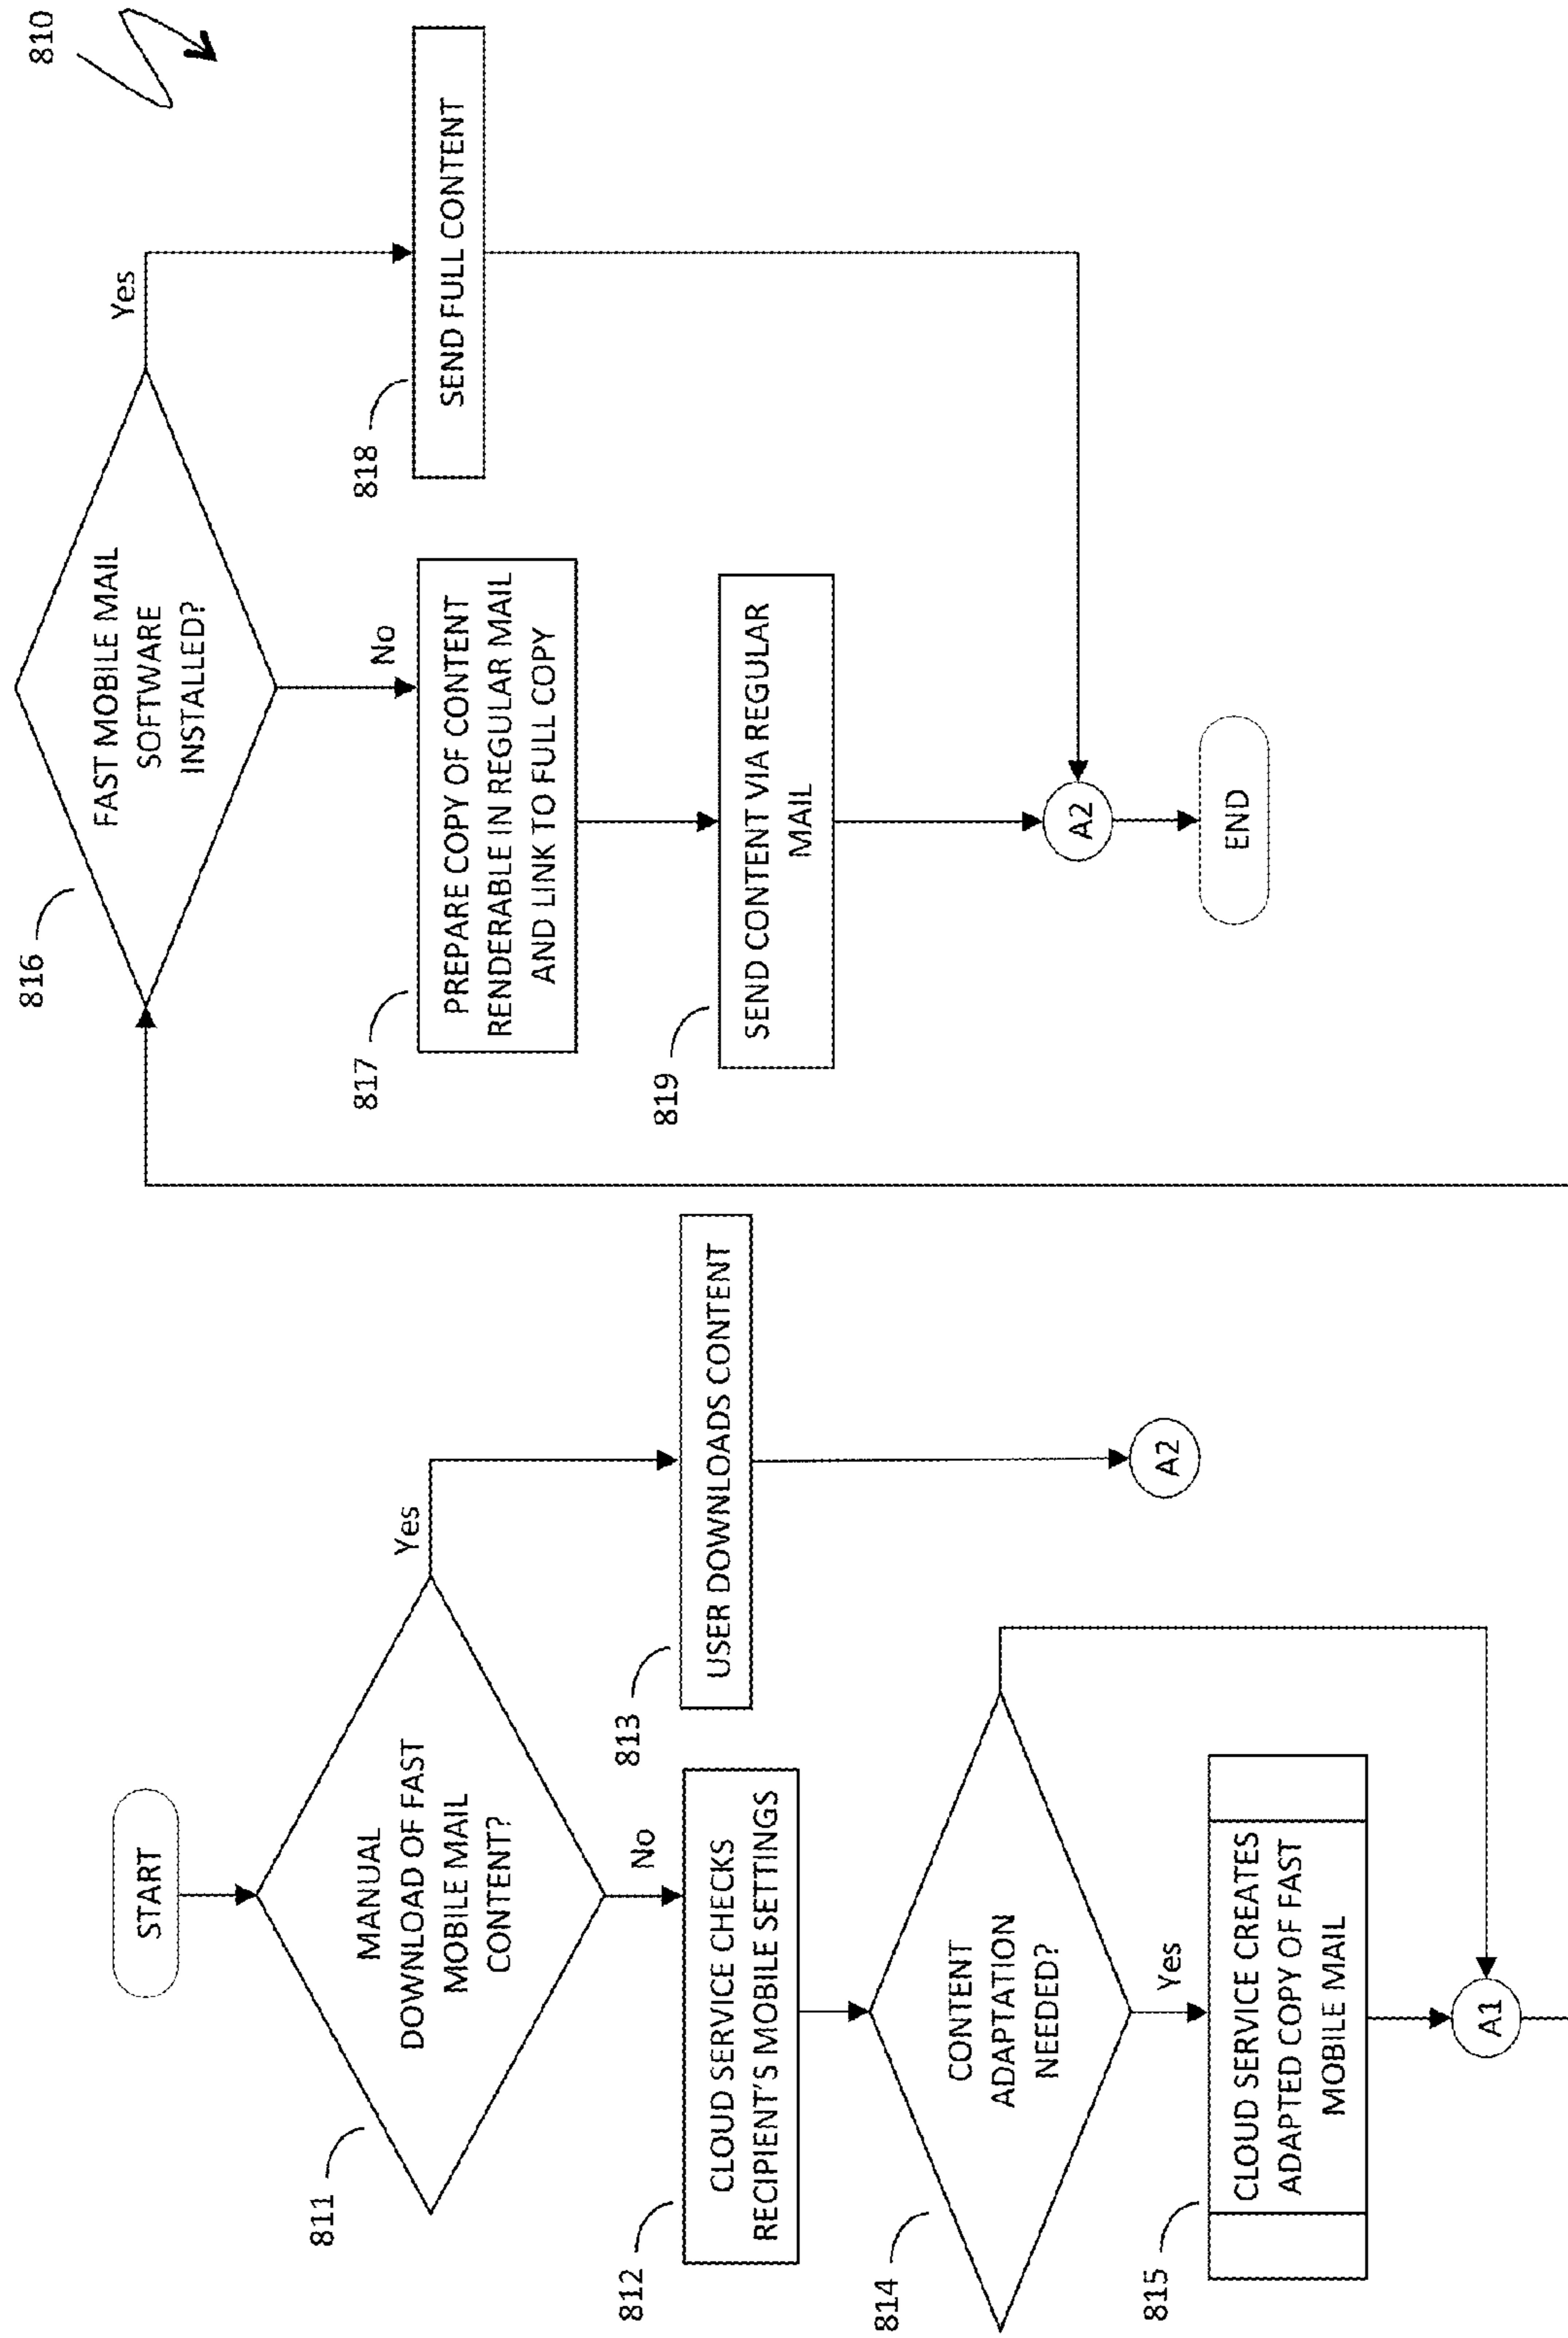 810
START
811
MANUAL
DOWNLOAD OF FAST
MOBILE MAIL
CONTENT?
Yes
No
813
USER DOWNLOADS CONTENT
A2
812
CLOUD SERVICE CHECKS
RECIPIENT'S MOBILE SETTINGS
814
CONTENT
ADAPTATION
NEEDED?
Yes
815
CLOUD SERVICE CREATES
ADAPTED COPY OF FAST
MOBILE MAIL
A1
816
FAST MOBILE MAIL
SOFTWARE
INSTALLED?
Yes
No
818
SEND FULL CONTENT
817
PREPARE COPY OF CONTENT
RENDERABLE IN REGULAR MAIL
AND LINK TO FULL COPY
819
SEND CONTENT VIA REGULAR
MAIL
A2
END